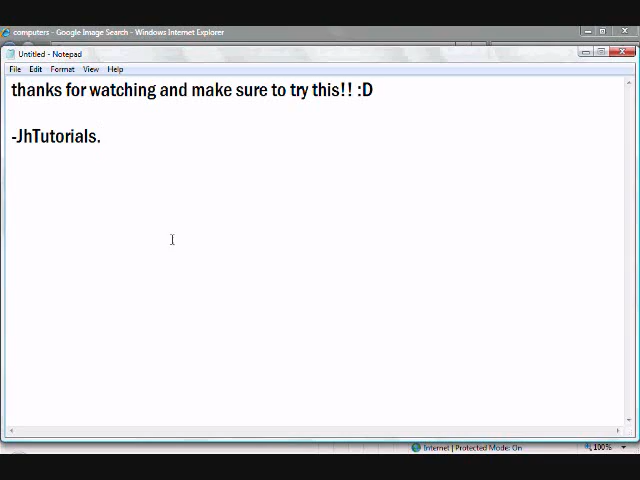 computers - Google Image Search - Windows Internet Explorer
Untitled - Notepad
File Edit Format View Help
thanks for watching and make sure to try this!! :D
-JhTutorials.
Internet | Protected Mode: On 100%